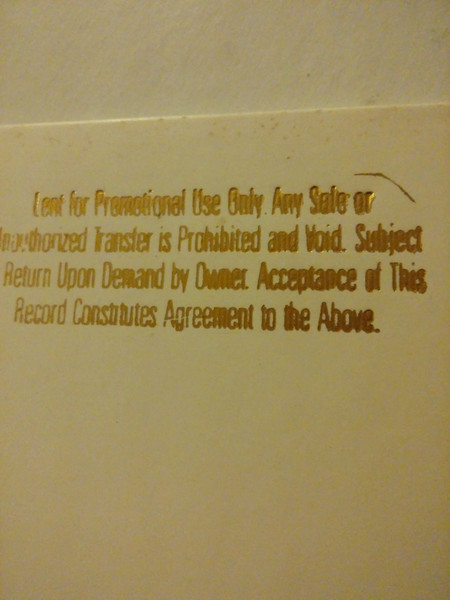 Lent for Promotional Use Only. Any Sale or
nauthorized Transfer is Prohibited and Void. Subject
Return Upon Demand by Owner. Acceptance of This
Record Constitutes Agreement to the Above.